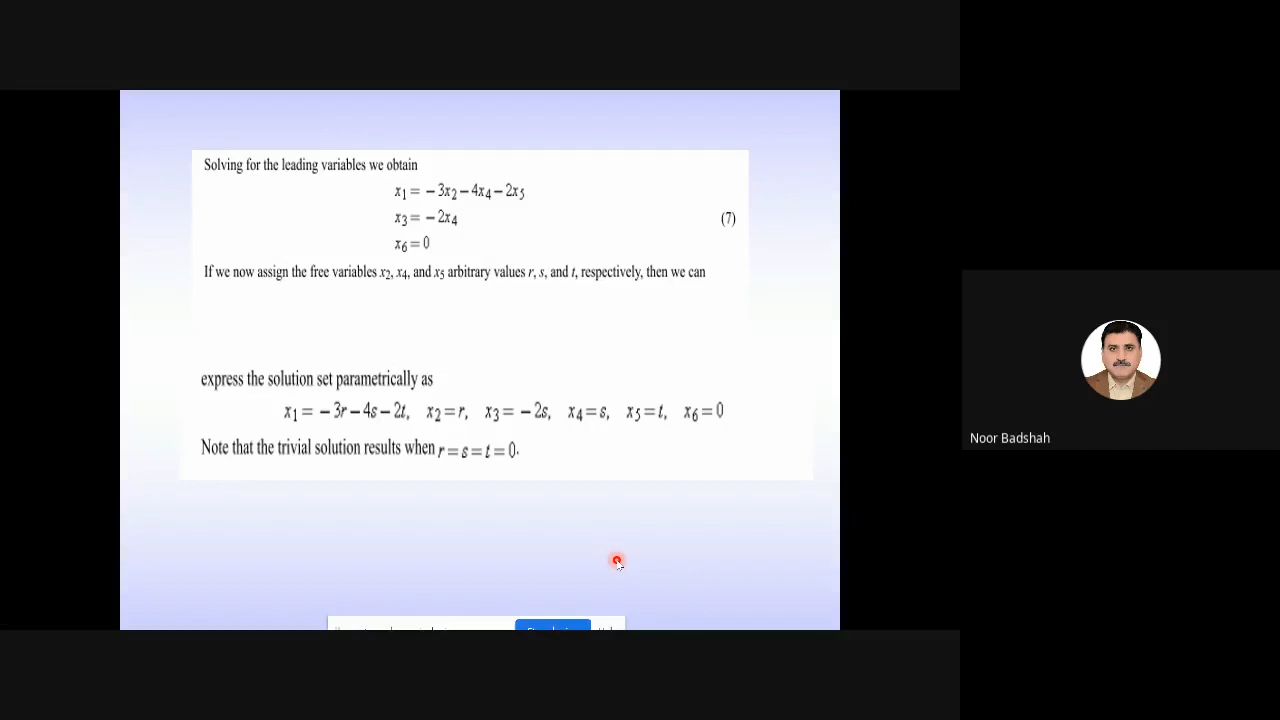 Solving for the leading variables we obtain
x₁ = − 3x₂ − 4x₄ − 2x₅
x₃ = − 2x₄
(7)
x₆ = 0
If we now assign the free variables x₂, x₄, and x₅ arbitrary values r, s, and t, respectively, then we can
express the solution set parametrically as
x₁ = − 3r − 4s − 2t, x₂ = r, x₃ = − 2s, x₄ = s, x₅ = t, x₆ = 0
Note that the trivial solution results when r = s = t = 0.
Noor Badshah